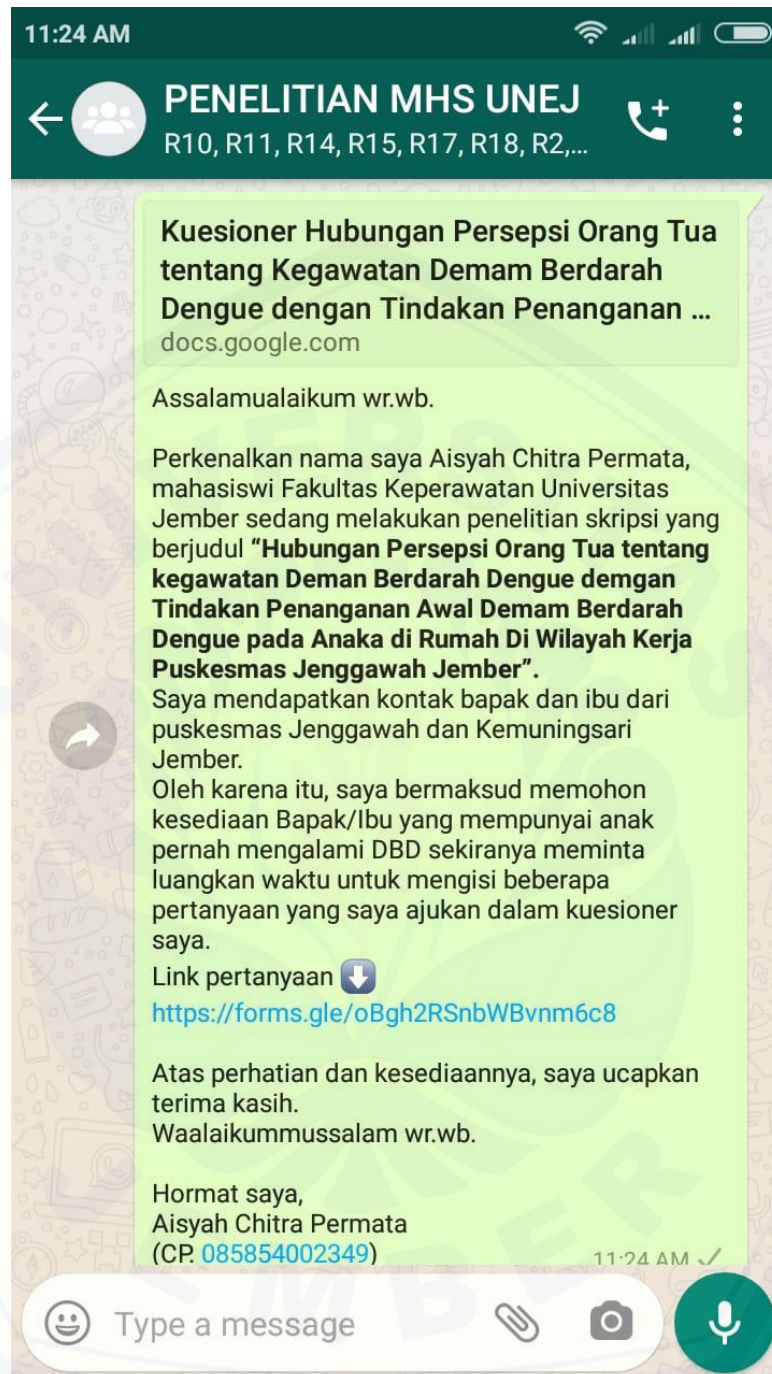 11:24 AM
PENELITIAN MHS UNEJ
R10, R11, R14, R15, R17, R18, R2,...
Kuesioner Hubungan Persepsi Orang Tua
tentang Kegawatan Demam Berdarah
Dengue dengan Tindakan Penanganan ...
docs.google.com
Assalamualaikum wr.wb.
Perkenalkan nama saya Aisyah Chitra Permata,
mahasiswi Fakultas Keperawatan Universitas
Jember sedang melakukan penelitian skripsi yang
berjudul “Hubungan Persepsi Orang Tua tentang
kegawatan Deman Berdarah Dengue demgan
Tindakan Penanganan Awal Demam Berdarah
Dengue pada Anaka di Rumah Di Wilayah Kerja
Puskesmas Jenggawah Jember”.
Saya mendapatkan kontak bapak dan ibu dari
puskesmas Jenggawah dan Kemuningsari
Jember.
Oleh karena itu, saya bermaksud memohon
kesediaan Bapak/Ibu yang mempunyai anak
pernah mengalami DBD sekiranya meminta
luangkan waktu untuk mengisi beberapa
pertanyaan yang saya ajukan dalam kuesioner
saya.
Link pertanyaan ⬇️
https://forms.gle/oBgh2RSnbWBvnm6c8
Atas perhatian dan kesediaannya, saya ucapkan
terima kasih.
Waalaikummussalam wr.wb.
Hormat saya,
Aisyah Chitra Permata
(CP. 085854002349)
11:24 AM
Type a message